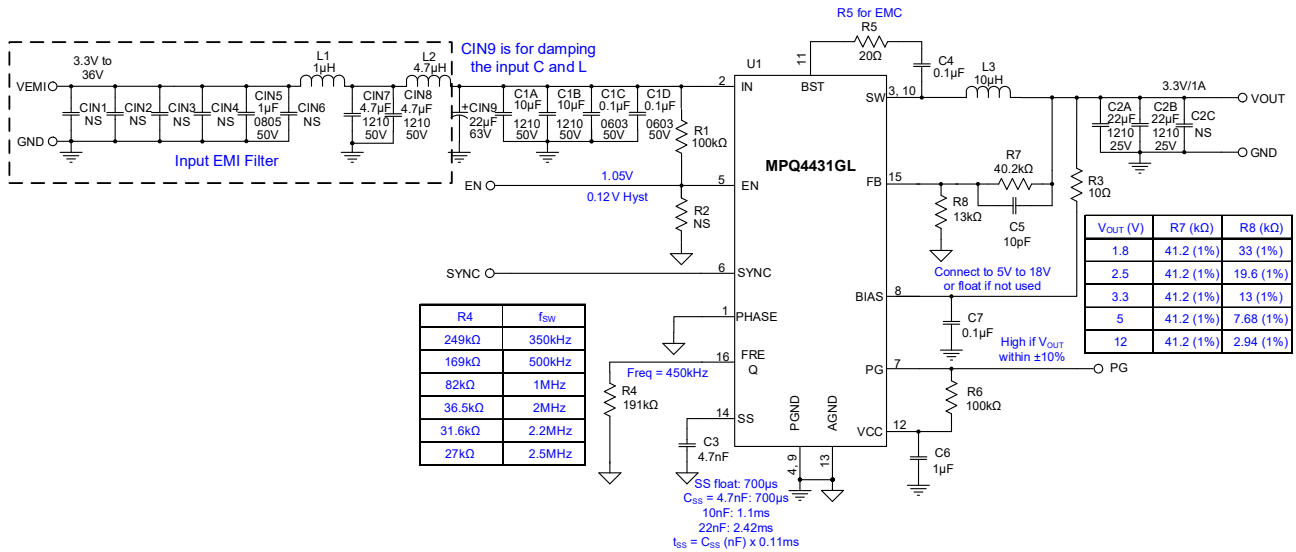 R5 for EMC
R5
20Ω
C4
0.1µF
L3
10µH
3.3V/1A
VOUT
C2A
22µF
1210
25V
C2B
22µF
1210
25V
C2C
NS
GND
3.3V to
36V
L1
1µH
L2
4.7µH
CIN9 is for damping
the input C and L
VEMI
CIN1
NS
CIN2
NS
CIN3
NS
CIN4
NS
CIN5
1µF
0805
50V
CIN6
NS
CIN7
4.7µF
1210
50V
CIN8
4.7µF
1210
50V
+
CIN9
22µF
63V
C1A
10µF
1210
50V
C1B
10µF
1210
50V
C1C
0.1µF
0603
50V
C1D
0.1µF
0603
50V
R1
100kΩ
GND
Input EMI Filter
EN
1.05V
0.12 V Hyst
R2
NS
SYNC
U1
MPQ4431GL
11
BST
2
IN
SW
3, 10
5
EN
FB
15
6
SYNC
BIAS
8
1
PHASE
16
FRE
Q
PG
7
14
SS
VCC
12
PGND
AGND
4, 9
13
R7
40.2kΩ
R8
13kΩ
C5
10pF
R3
10Ω
Connect to 5V to 18V
or float if not used
C7
0.1µF
High if VOUT
within ±10%
PG
R6
100kΩ
C6
1µF
Freq = 450kHz
R4
191kΩ
C3
4.7nF
SS float: 700µs
CSS = 4.7nF: 700µs
10nF: 1.1ms
22nF: 2.42ms
tSS = CSS (nF) x 0.11ms
R4 fSW
249kΩ 350kHz
169kΩ 500kHz
82kΩ 1MHz
36.5kΩ 2MHz
31.6kΩ 2.2MHz
27kΩ 2.5MHz
VOUT (V) R7 (kΩ) R8 (kΩ)
1.8 41.2 (1%) 33 (1%)
2.5 41.2 (1%) 19.6 (1%)
3.3 41.2 (1%) 13 (1%)
5 41.2 (1%) 7.68 (1%)
12 41.2 (1%) 2.94 (1%)